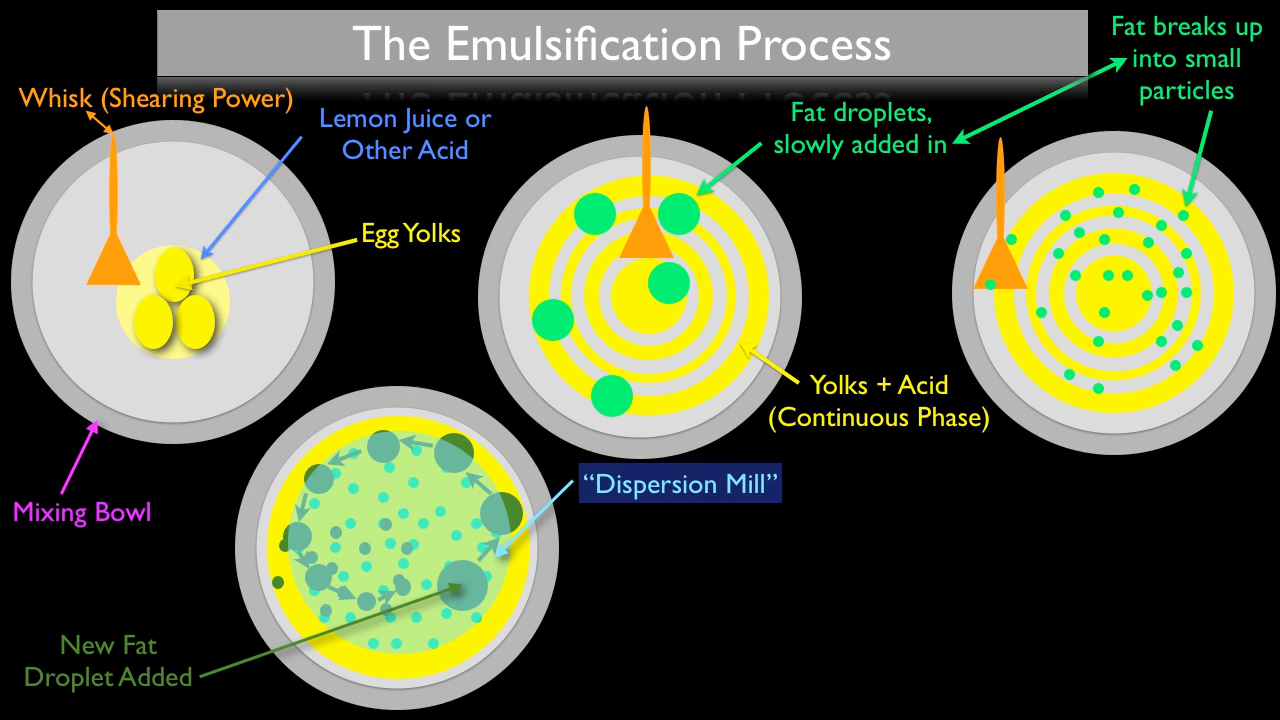 The Emulsification Process
Fat breaks up
into small
particles
Whisk (Shearing Power)
Lemon Juice or
Other Acid
Fat droplets,
slowly added in
Egg Yolks
Yolks + Acid
(Continuous Phase)
Mixing Bowl
“Dispersion Mill”
New Fat
Droplet Added